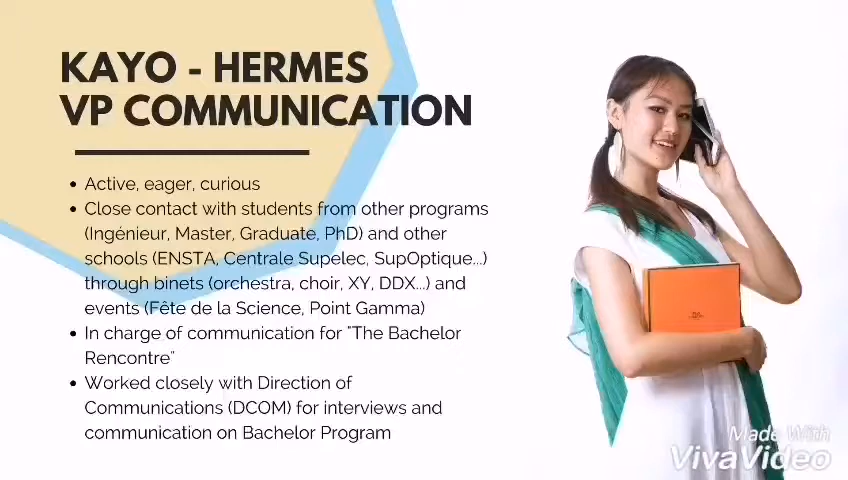 KAYO - HERMES
VP COMMUNICATION
• Active, eager, curious
• Close contact with students from other programs
(Ingénieur, Master, Graduate, PhD) and other
schools (ENSTA, Centrale Supelec, SupOptique...)
through binets (orchestra, choir, XY, DDX...) and
events (Fête de la Science, Point Gamma)
• In charge of communication for "The Bachelor
Rencontre"
• Worked closely with Direction of
Communications (DCOM) for interviews and
communication on Bachelor Program
Made With
VivaVideo